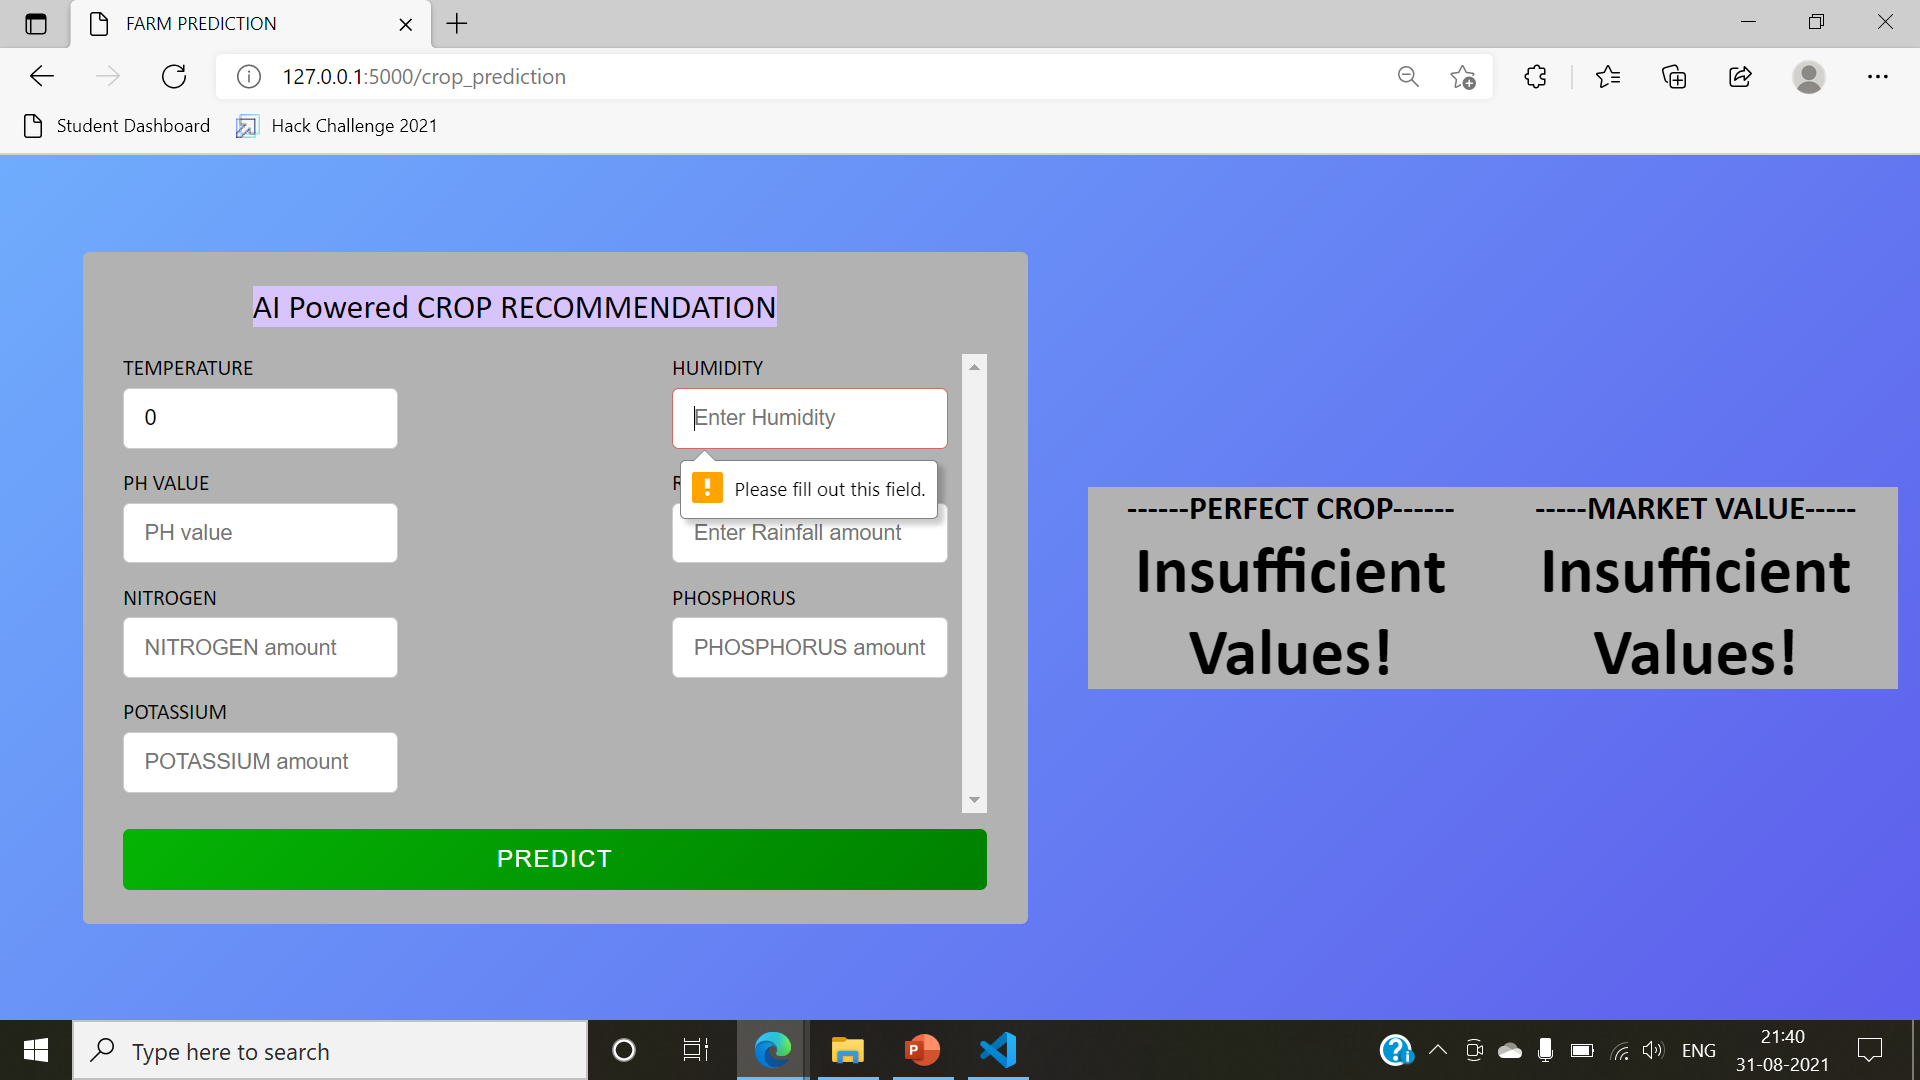 FARM PREDICTION
127.0.0.1:5000/crop_prediction
Student Dashboard
Hack Challenge 2021
AI Powered CROP RECOMMENDATION
TEMPERATURE
HUMIDITY
0
Enter Humidity
PH VALUE
R
Please fill out this field.
PH value
Enter Rainfall amount
NITROGEN
PHOSPHORUS
NITROGEN amount
PHOSPHORUS amount
POTASSIUM
POTASSIUM amount
PREDICT
------PERFECT CROP------
Insufficient
Values!
-----MARKET VALUE-----
Insufficient
Values!
Type here to search
ENG
21:40
31-08-2021